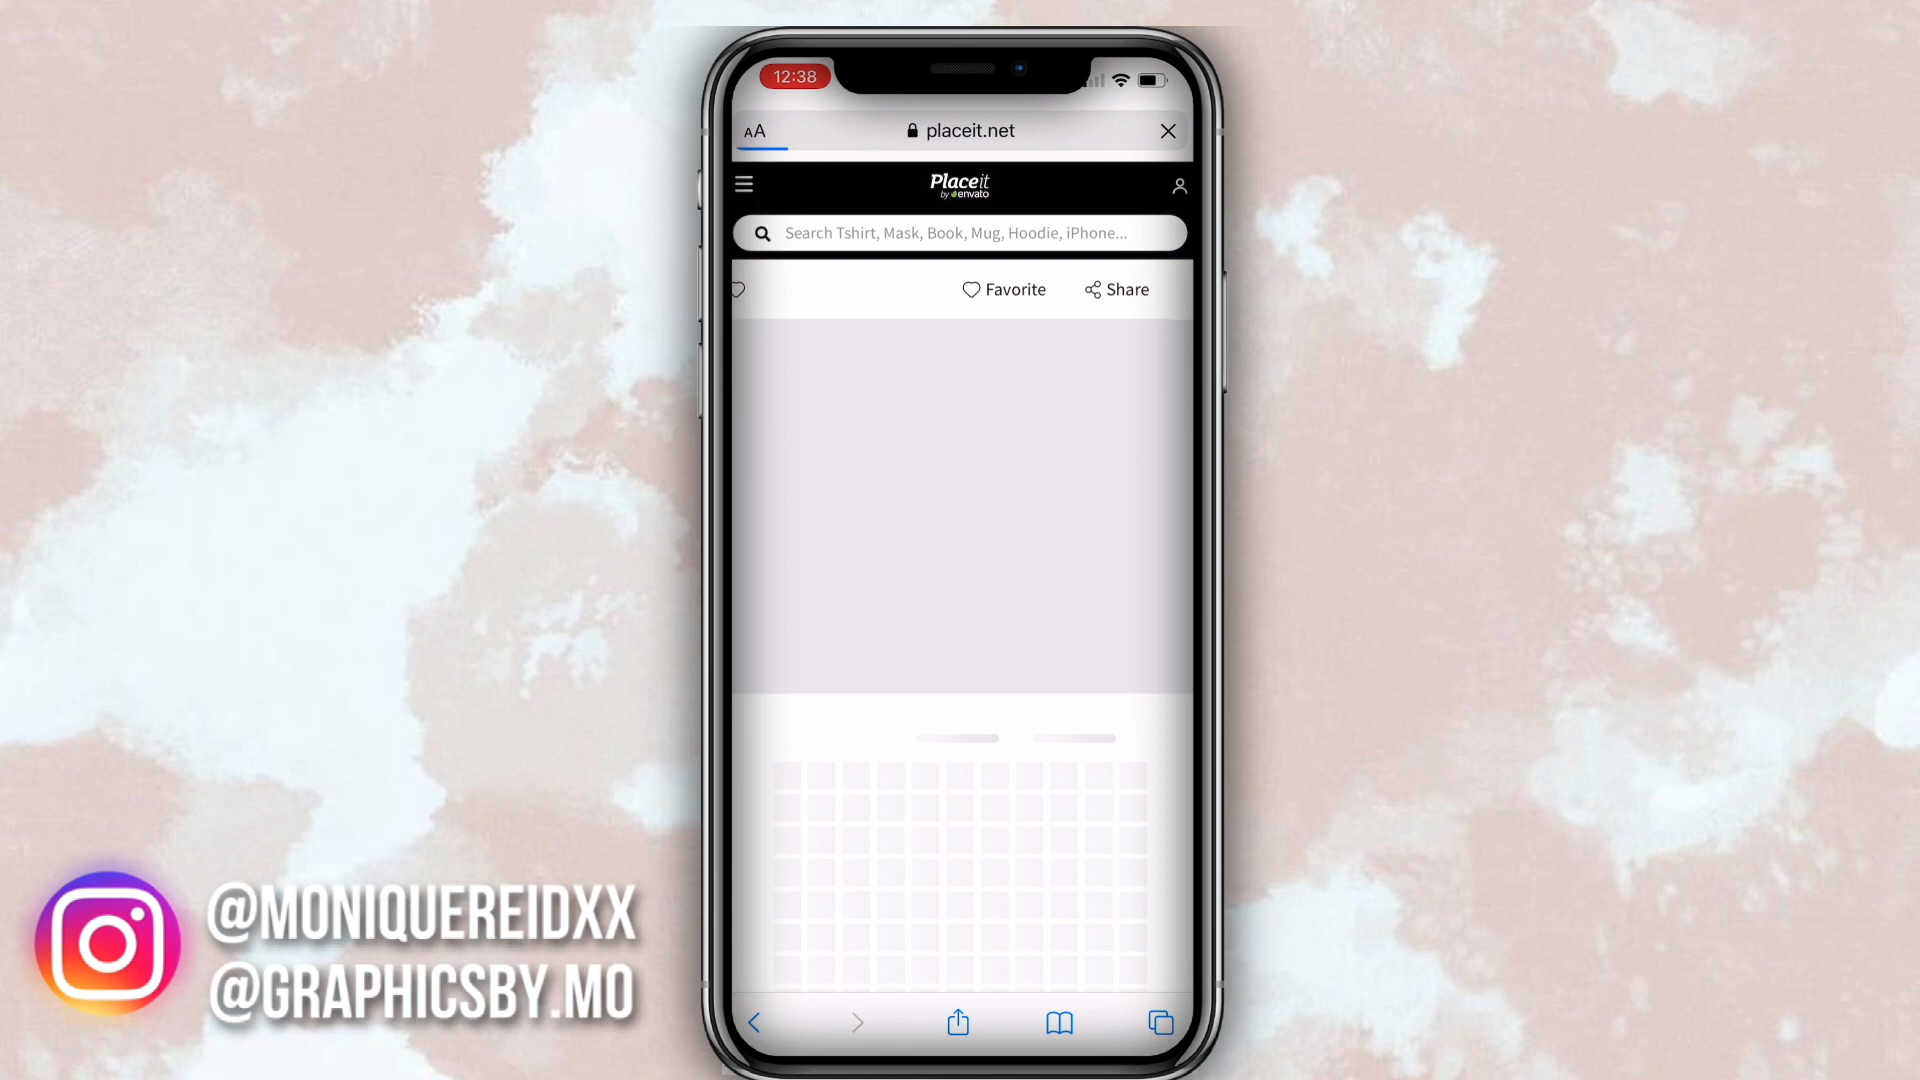 12:38
AA placeit.net
Placeit
by envato
Search Tshirt, Mask, Book, Mug, Hoodie, iPhone...
Favorite Share
@MONIQUEREIDXX
@GRAPHICSBY.MO